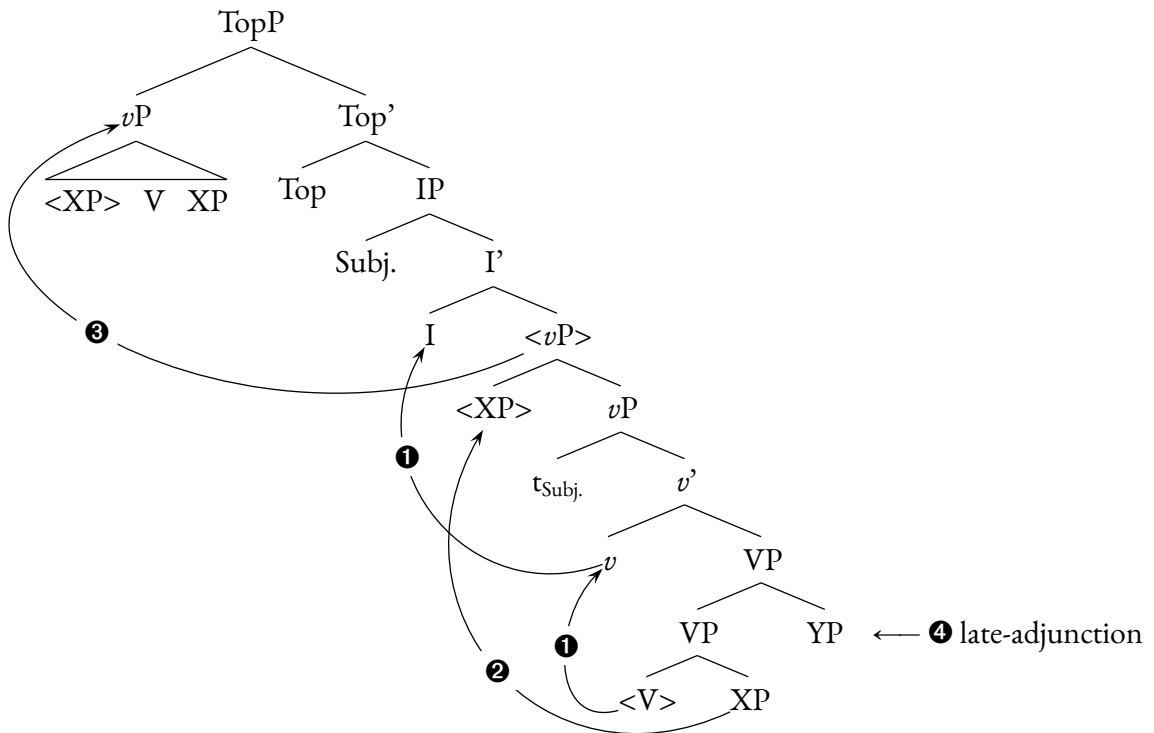 TopP
vP Top’
<XP> V XP Top IP
Subj. I’
❸ I <vP>
<XP> vP
❶ tSubj. v’
v VP
❶ VP YP ← ❹ late-adjunction
❷ <V> XP